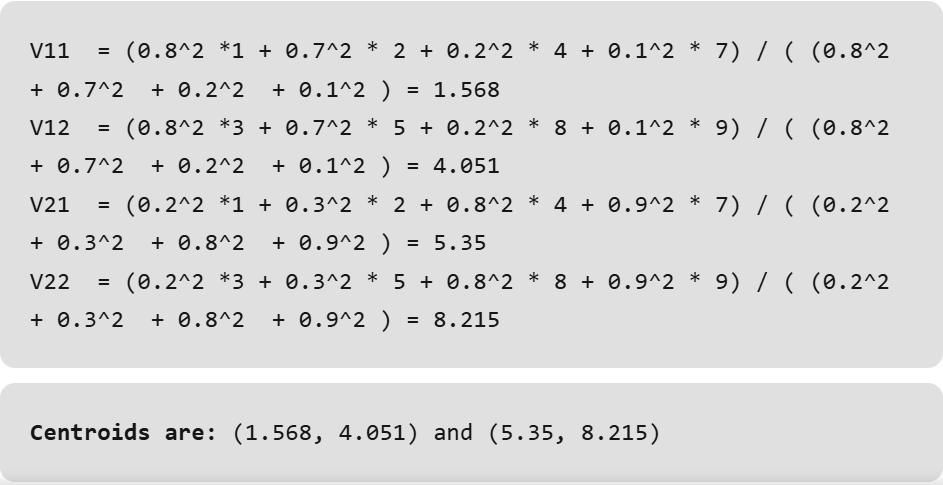 V11  = (0.8^2 *1 + 0.7^2 * 2 + 0.2^2 * 4 + 0.1^2 * 7) / ( (0.8^2
+ 0.7^2  + 0.2^2  + 0.1^2 ) = 1.568
V12  = (0.8^2 *3 + 0.7^2 * 5 + 0.2^2 * 8 + 0.1^2 * 9) / ( (0.8^2
+ 0.7^2  + 0.2^2  + 0.1^2 ) = 4.051
V21  = (0.2^2 *1 + 0.3^2 * 2 + 0.8^2 * 4 + 0.9^2 * 7) / ( (0.2^2
+ 0.3^2  + 0.8^2  + 0.9^2 ) = 5.35
V22  = (0.2^2 *3 + 0.3^2 * 5 + 0.8^2 * 8 + 0.9^2 * 9) / ( (0.2^2
+ 0.3^2  + 0.8^2  + 0.9^2 ) = 8.215
Centroids are: (1.568, 4.051) and (5.35, 8.215)